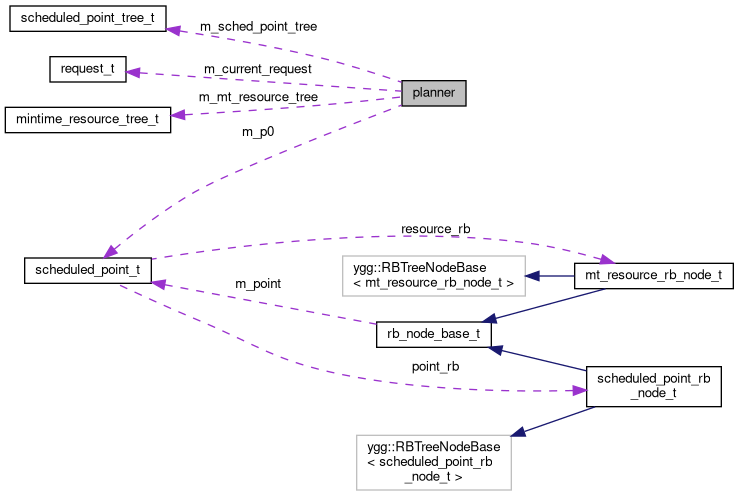 scheduled_point_tree_t
m_sched_point_tree
request_t
m_current_request
planner
m_mt_resource_tree
mintime_resource_tree_t
m_p0
resource_rb
scheduled_point_t
ygg::RBTreeNodeBase
< mt_resource_rb_node_t >
mt_resource_rb_node_t
m_point
rb_node_base_t
point_rb
scheduled_point_rb
_node_t
ygg::RBTreeNodeBase
< scheduled_point_rb
_node_t >